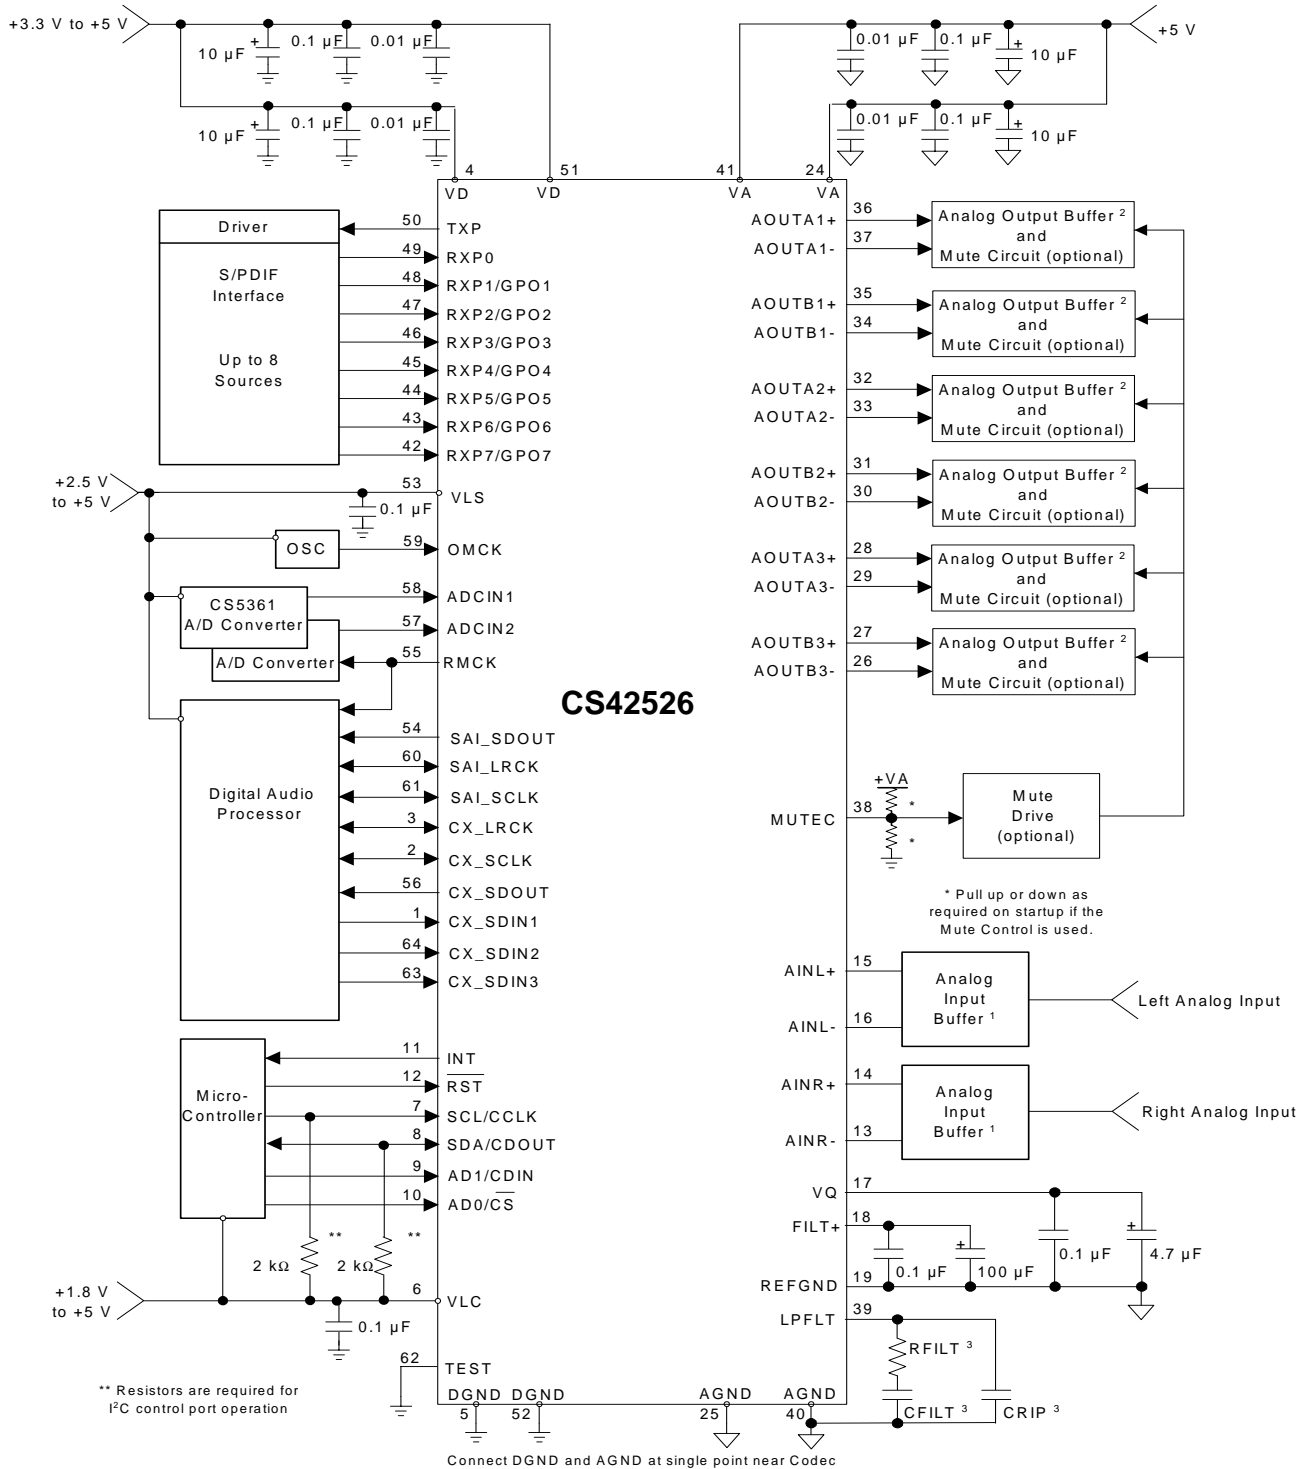 +3.3 V to +5 V
10 µF
+
0.1 µF
0.01 µF
10 µF
+
0.1 µF
0.01 µF
0.01 µF
0.1 µF
+
10 µF
+5 V
0.01 µF
0.1 µF
+
10 µF
4
51
41
24
VD
VD
VA
VA
Driver
S/PDIF
Interface
Up to 8
Sources
50
TXP
49
RXP0
48
RXP1/GPO1
47
RXP2/GPO2
46
RXP3/GPO3
45
RXP4/GPO4
44
RXP5/GPO5
43
RXP6/GPO6
42
RXP7/GPO7
+2.5 V
to +5 V
53
VLS
0.1 µF
OSC
59
OMCK
CS5361
A/D Converter
58
ADCIN1
57
ADCIN2
A/D Converter
55
RMCK
CS42526
Digital Audio
Processor
54
SAI_SDOUT
60
SAI_LRCK
61
SAI_SCLK
3
CX_LRCK
2
CX_SCLK
56
CX_SDOUT
1
CX_SDIN1
64
CX_SDIN2
63
CX_SDIN3
Micro-
Controller
11
INT
12
RST
7
SCL/CCLK
8
SDA/CDOUT
9
AD1/CDIN
10
AD0/CS
**
2 kΩ
**
2 kΩ
+1.8 V
to +5 V
6
VLC
0.1 µF
62
TEST
** Resistors are required for
I²C control port operation
DGND
5
DGND
52
AGND
25
AGND
40
Connect DGND and AGND at single point near Codec
AOUTA1+
36
AOUTA1-
37
Analog Output Buffer ²
and
Mute Circuit (optional)
AOUTB1+
35
AOUTB1-
34
Analog Output Buffer ²
and
Mute Circuit (optional)
AOUTA2+
32
AOUTA2-
33
Analog Output Buffer ²
and
Mute Circuit (optional)
AOUTB2+
31
AOUTB2-
30
Analog Output Buffer ²
and
Mute Circuit (optional)
AOUTA3+
28
AOUTA3-
29
Analog Output Buffer ²
and
Mute Circuit (optional)
AOUTB3+
27
AOUTB3-
26
Analog Output Buffer ²
and
Mute Circuit (optional)
MUTEC
38
+VA
*
*
Mute
Drive
(optional)
* Pull up or down as
required on startup if the
Mute Control is used.
AINL+
15
AINL-
16
Analog
Input
Buffer ¹
Left Analog Input
AINR+
14
AINR-
13
Analog
Input
Buffer ¹
Right Analog Input
VQ
17
FILT+
18
0.1 µF
+
100 µF
0.1 µF
+
4.7 µF
REFGND
19
LPFLT
39
RFILT ³
CFILT ³
CRIP ³